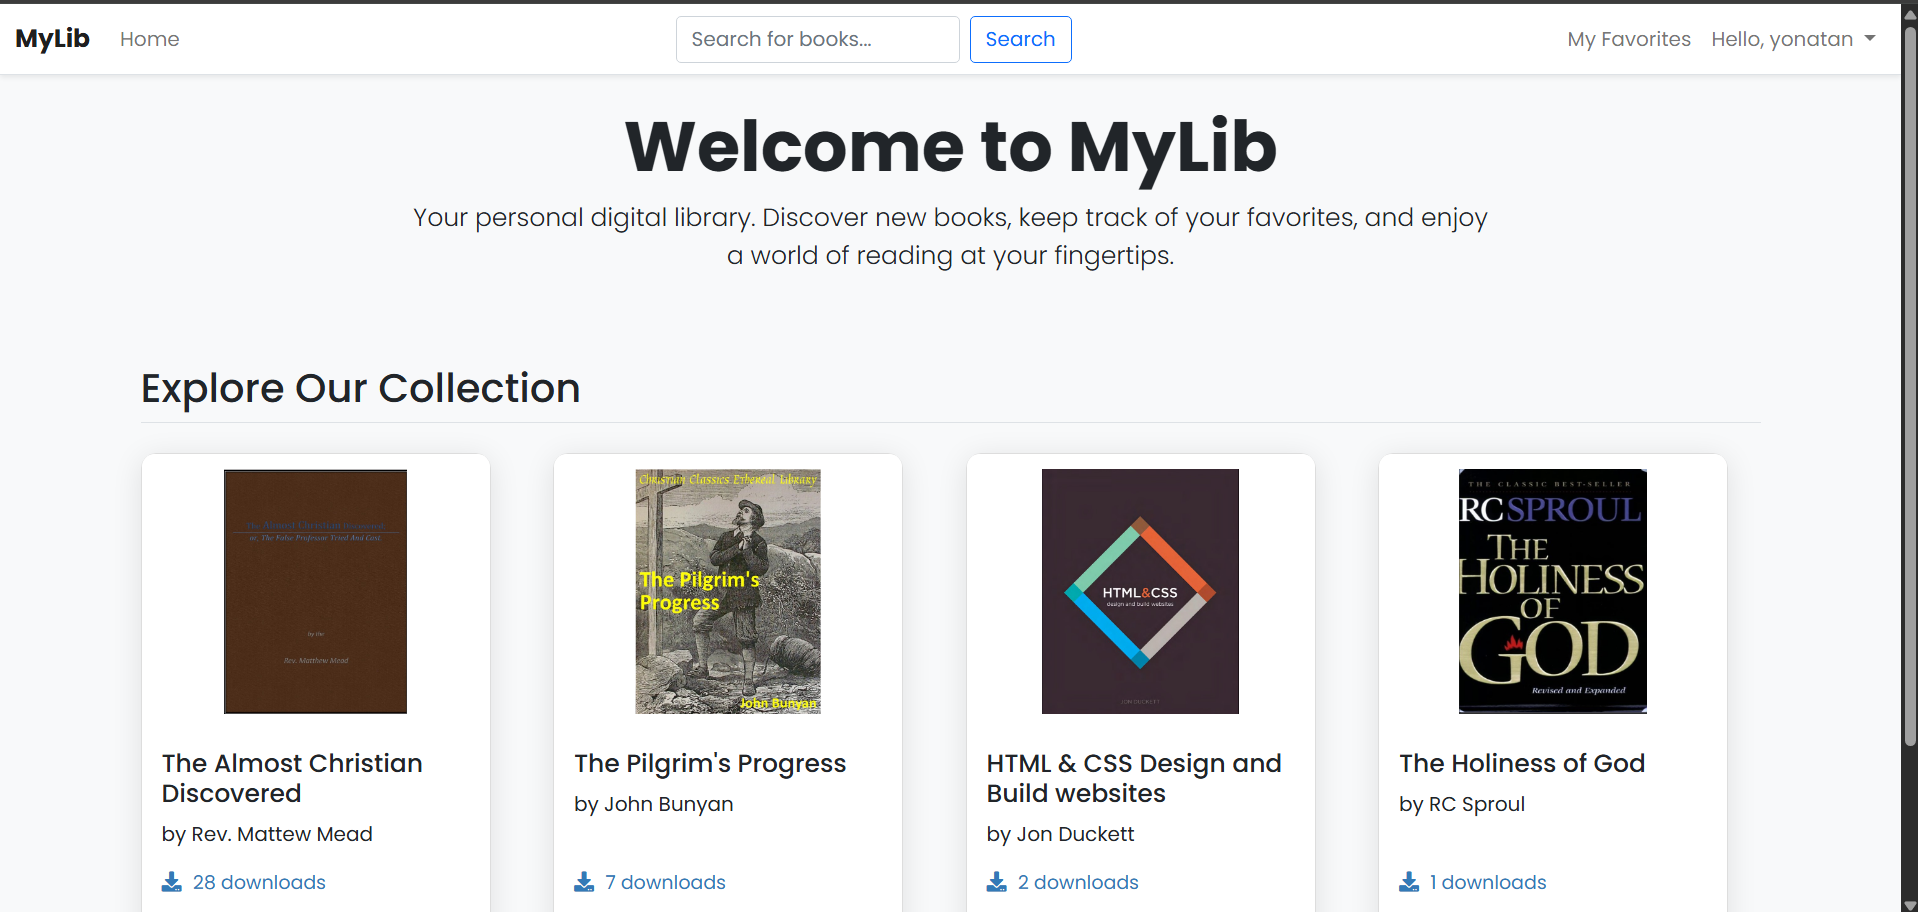 MyLib Home Search for books... Search My Favorites Hello, yonatan
Welcome to MyLib
Your personal digital library. Discover new books, keep track of your favorites, and enjoy
a world of reading at your fingertips.
Explore Our Collection
The Almost Christian Discovered;
or, The False Professor Tried And Cast.
By the
Rev. Matthew Mead
The Almost Christian
Discovered
by Rev. Mattew Mead
28 downloads
Christian Classics Ethereal Library
The Pilgrim's
Progress
John Bunyan
The Pilgrim's Progress
by John Bunyan
7 downloads
HTML&CSS
design and build websites
JON DUCKETT
HTML & CSS Design and
Build websites
by Jon Duckett
2 downloads
THE CLASSIC BEST-SELLER
RC SPROUL
THE
HOLINESS
OF
GOD
Revised and Expanded
The Holiness of God
by RC Sproul
1 downloads